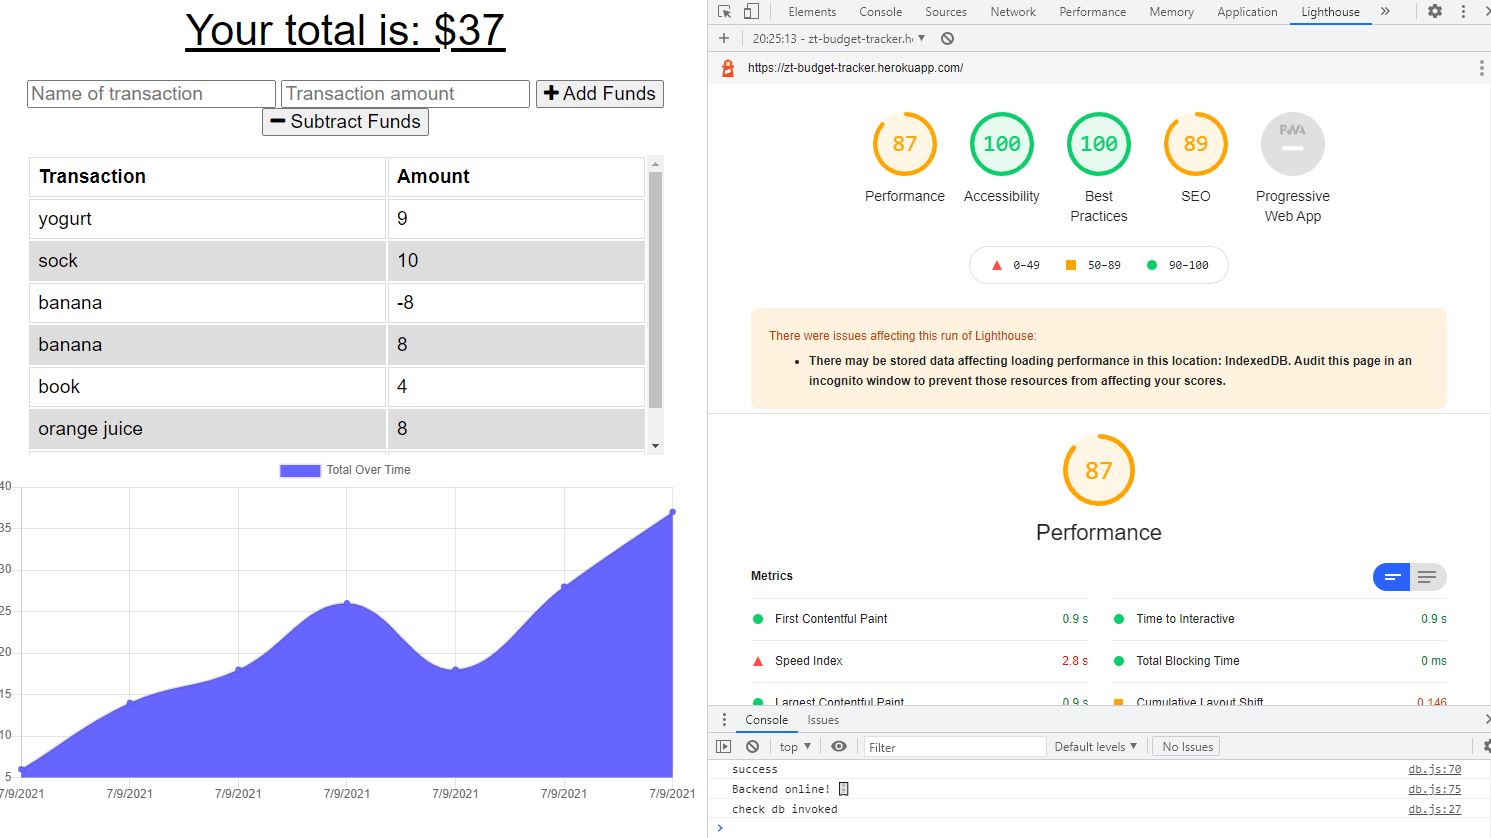 Your total is: $37
Name of transaction Transaction amount Add Funds
Subtract Funds
Transaction Amount
yogurt 9
sock 10
banana -8
banana 8
book 4
orange juice 8
Total Over Time
40
35
30
25
20
15
10
5
7/9/2021 7/9/2021 7/9/2021 7/9/2021 7/9/2021 7/9/2021 7/9/2021
Elements Console Sources Network Performance Memory Application Lighthouse
20:25:13 - zt-budget-tracker.h
https://zt-budget-tracker.herokuapp.com/
87 100 100 89 PWA
Performance Accessibility Best Practices SEO Progressive Web App
0–49 50–89 90–100
There were issues affecting this run of Lighthouse:
There may be stored data affecting loading performance in this location: IndexedDB. Audit this page in an
incognito window to prevent those resources from affecting your scores.
87
Performance
Metrics
First Contentful Paint 0.9 s Time to Interactive 0.9 s
Speed Index 2.8 s Total Blocking Time 0 ms
Largest Contentful Paint 0.9 s Cumulative Layout Shift 0.146
Console Issues
top Filter Default levels No Issues
success db.js:70
Backend online! db.js:75
check db invoked db.js:27